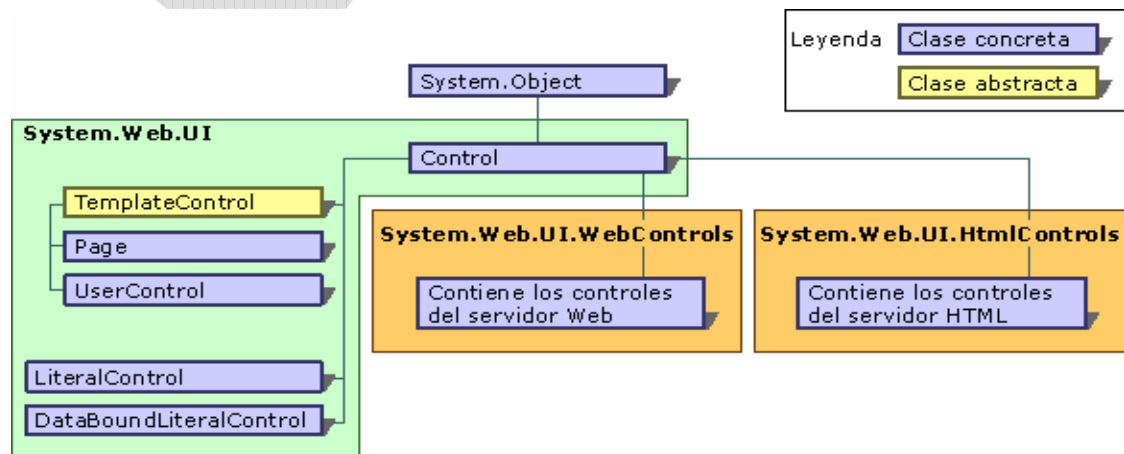 Leyenda
Clase concreta
Clase abstracta
System.Object
System.Web.UI
Control
TemplateControl
Page
UserControl
LiteralControl
DataBoundLiteralControl
System.Web.UI.WebControls
Contiene los controles
del servidor Web
System.Web.UI.HtmlControls
Contiene los controles
del servidor HTML